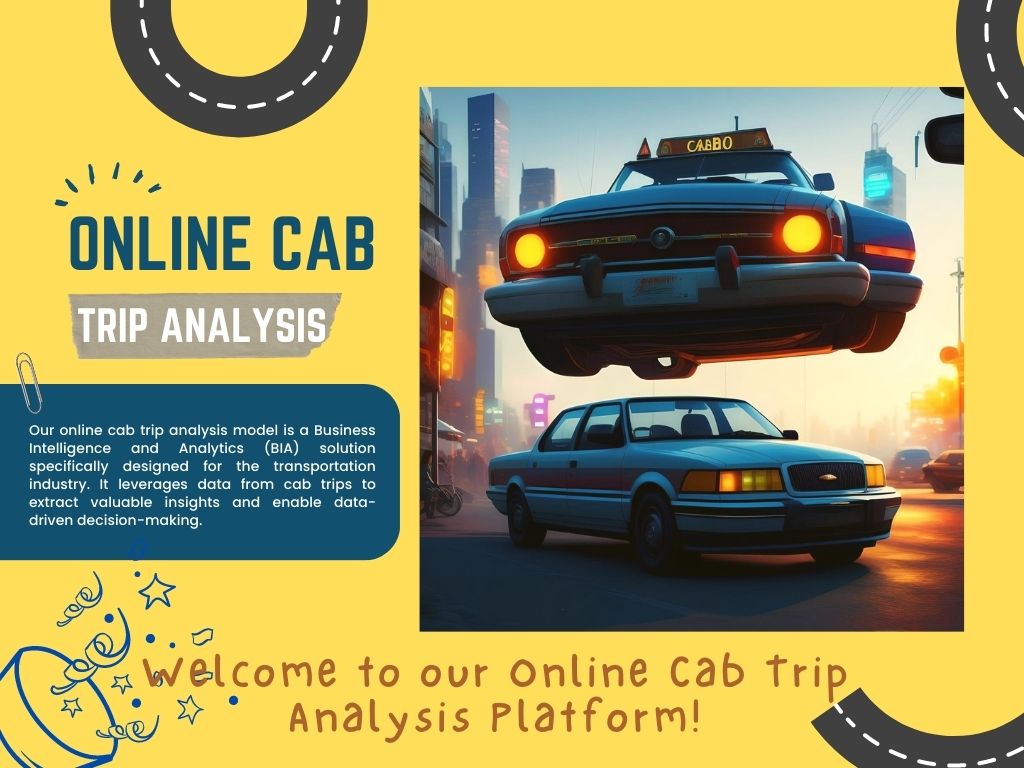 ONLINE CAB
TRIP ANALYSIS
Our online cab trip analysis model is a Business
Intelligence and Analytics (BIA) solution
specifically designed for the transportation
industry. It leverages data from cab trips to
extract valuable insights and enable data-
driven decision-making.
Welcome to our Online Cab Trip
Analysis Platform!